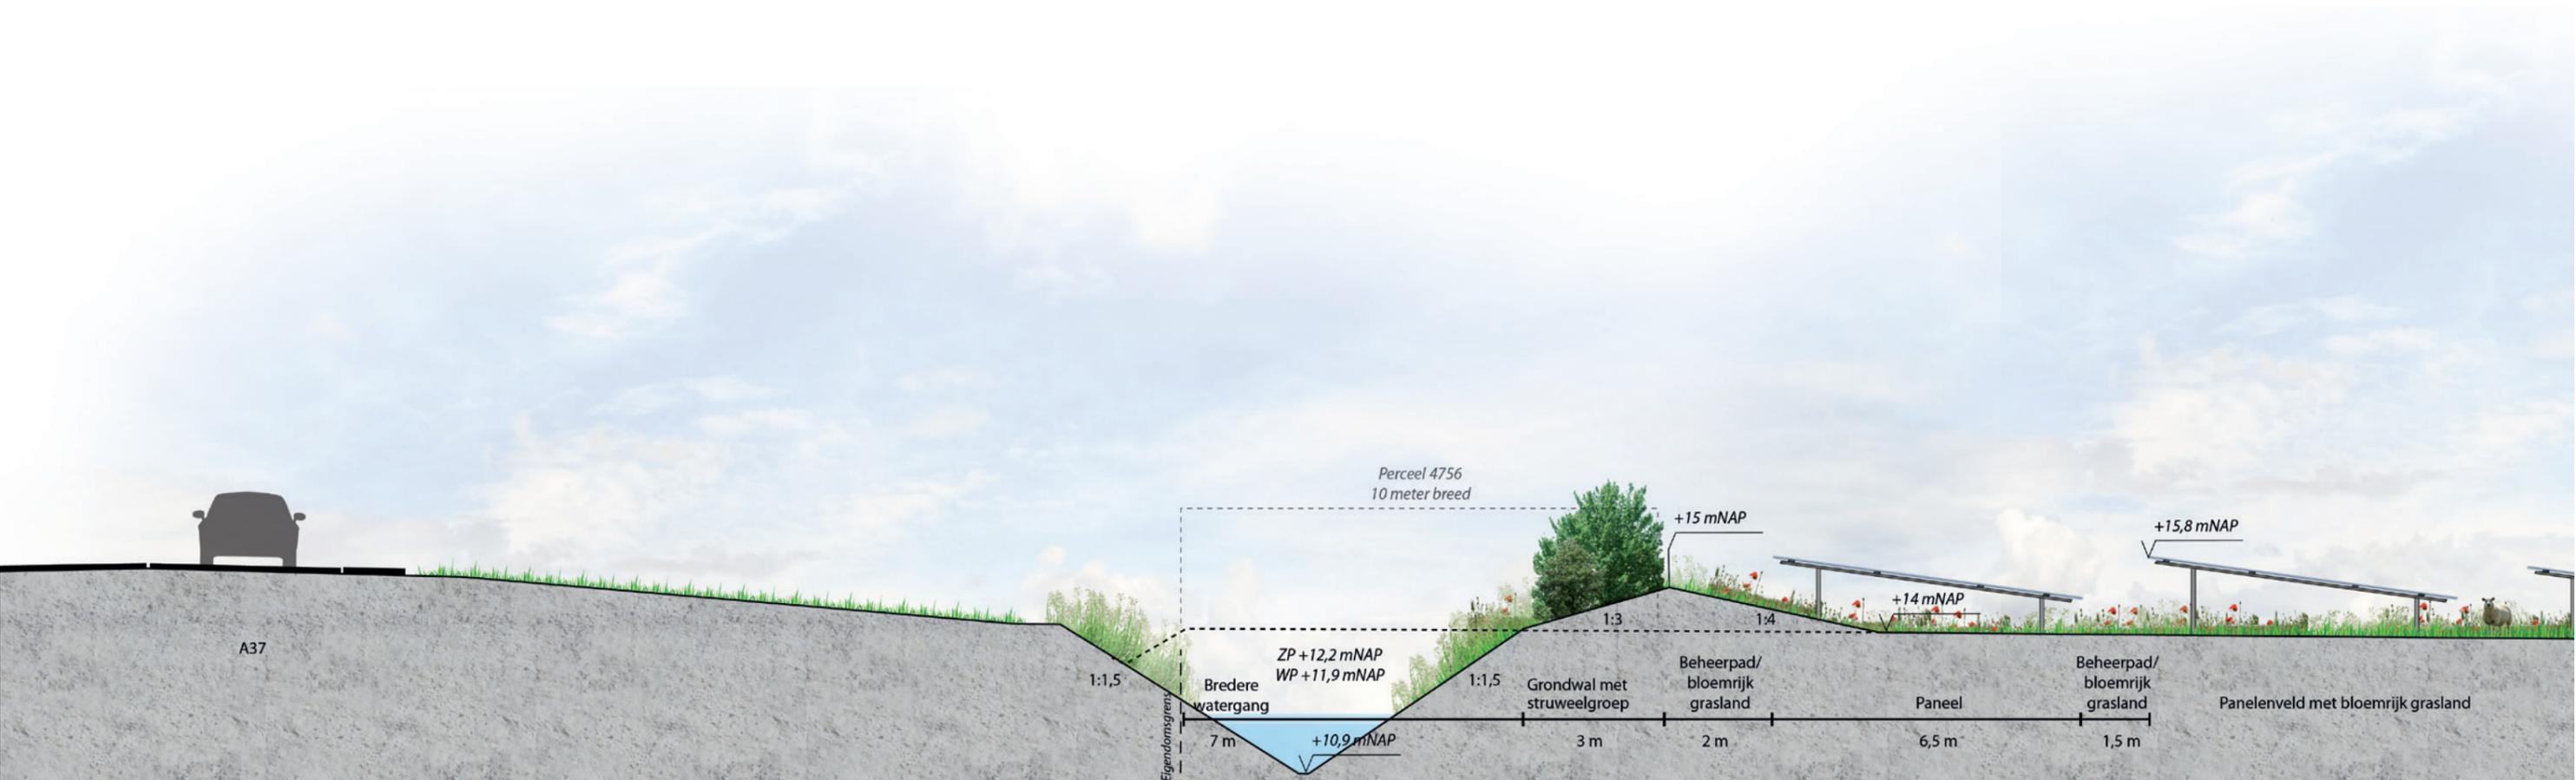 Perceel 4756
10 meter breed
+15 mNAP
+15,8 mNAP
+14 mNAP
1:3
1:4
A37
1:1,5
ZP +12,2 mNAP
WP +11,9 mNAP
1:1,5
Bredere
watergang
Grondwal met
struweelgroep
Beheerpad/
bloemrijk
grasland
Paneel
Beheerpad/
bloemrijk
grasland
Panelenveld met bloemrijk grasland
Eigendomsgrens
7 m
+10,9 mNAP
3 m
2 m
6,5 m
1,5 m